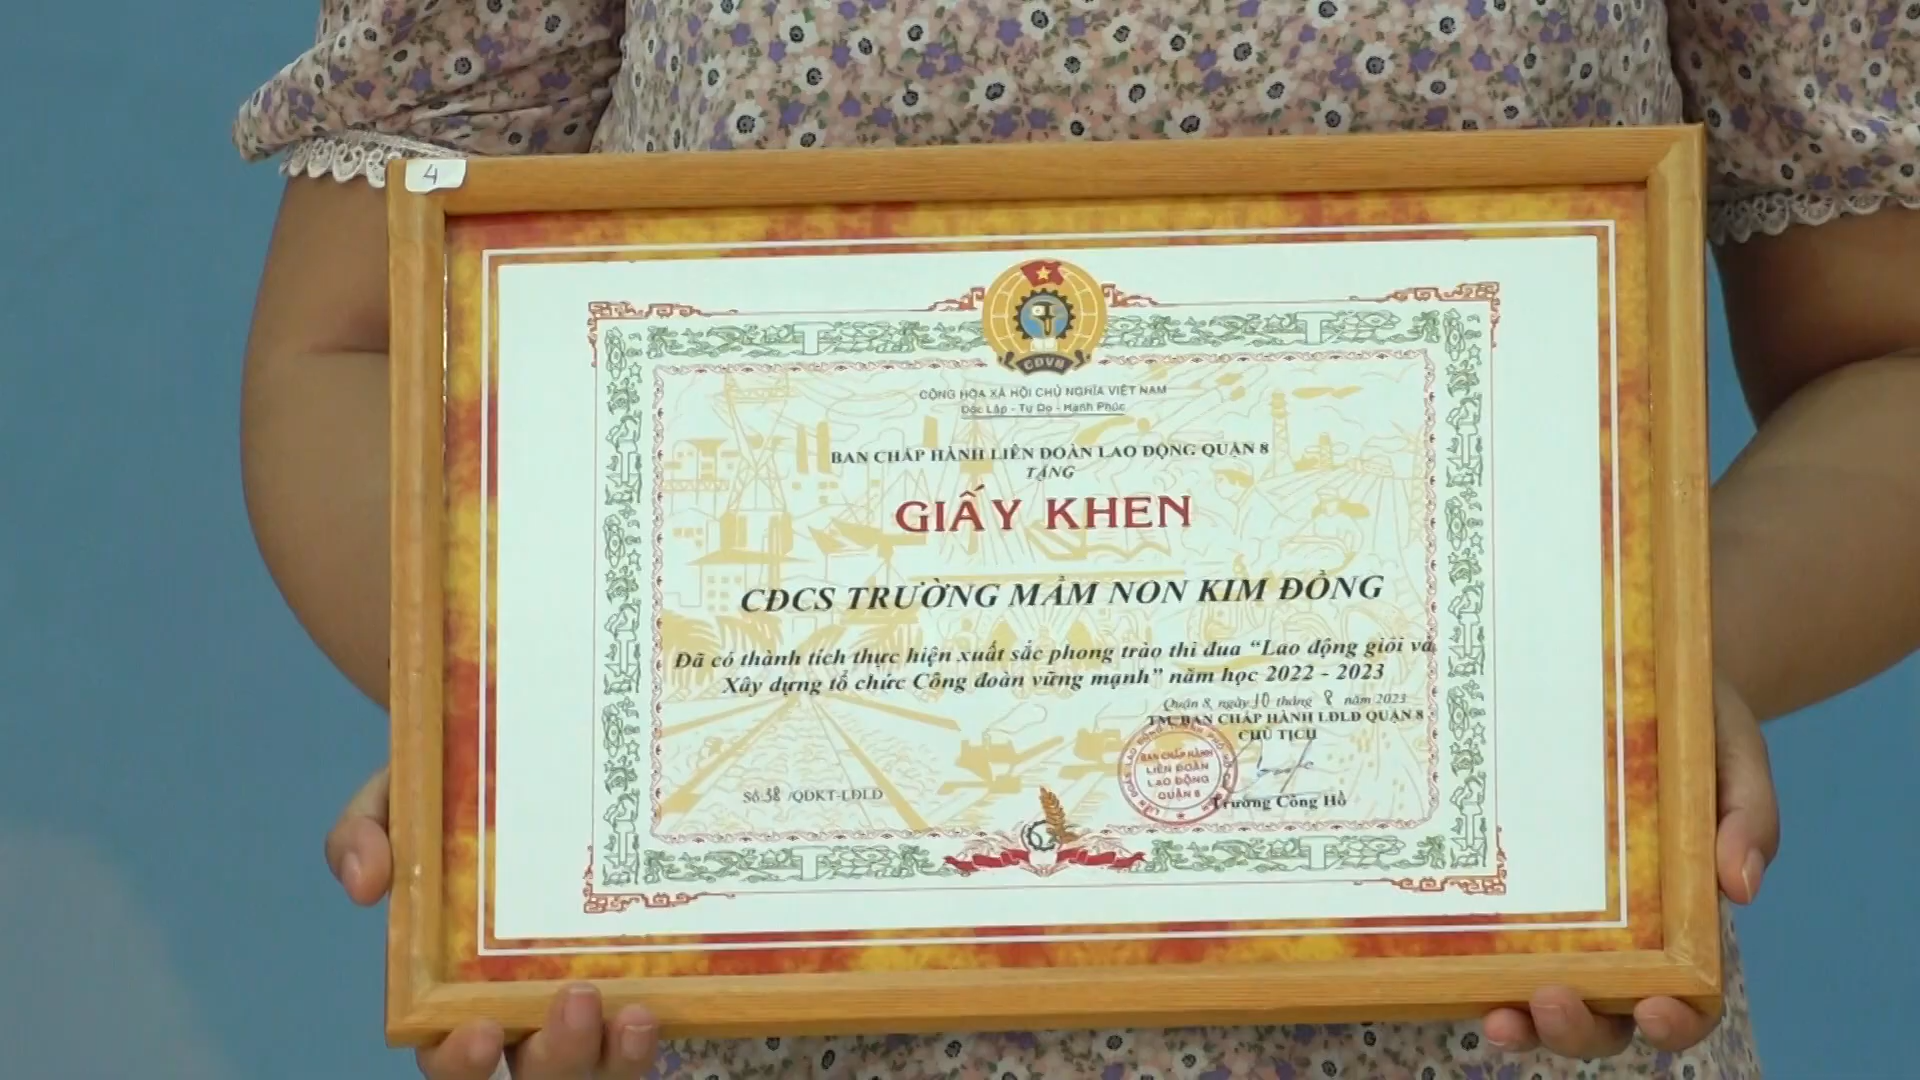 4
CĐVN
CỘNG HÒA XÃ HỘI CHỦ NGHĨA VIỆT NAM
Độc Lập - Tự Do - Hạnh Phúc
BAN CHẤP HÀNH LIÊN ĐOÀN LAO ĐỘNG QUẬN 8
TẶNG
GIẤY KHEN
CĐCS TRƯỜNG MẦM NON KIM ĐỒNG
Đã có thành tích thực hiện xuất sắc phong trào thi đua “Lao động giỏi và
Xây dựng tổ chức Công đoàn vững mạnh” năm học 2022 - 2023
Quận 8, ngày 10 tháng 8 năm 2023
TM. BAN CHẤP HÀNH LĐLĐ QUẬN 8
CHỦ TỊCH
BAN CHẤP HÀNH
LIÊN ĐOÀN
LAO ĐỘNG
QUẬN 8
Số 38 /QĐKT-LĐLĐ
Trương Công Hồ